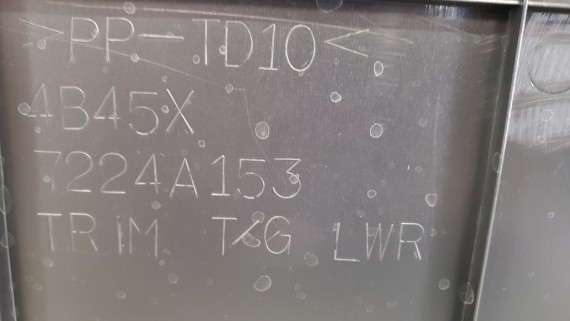 >PP-TD10<
4B45X
7224A153
TRIM T/G LWR